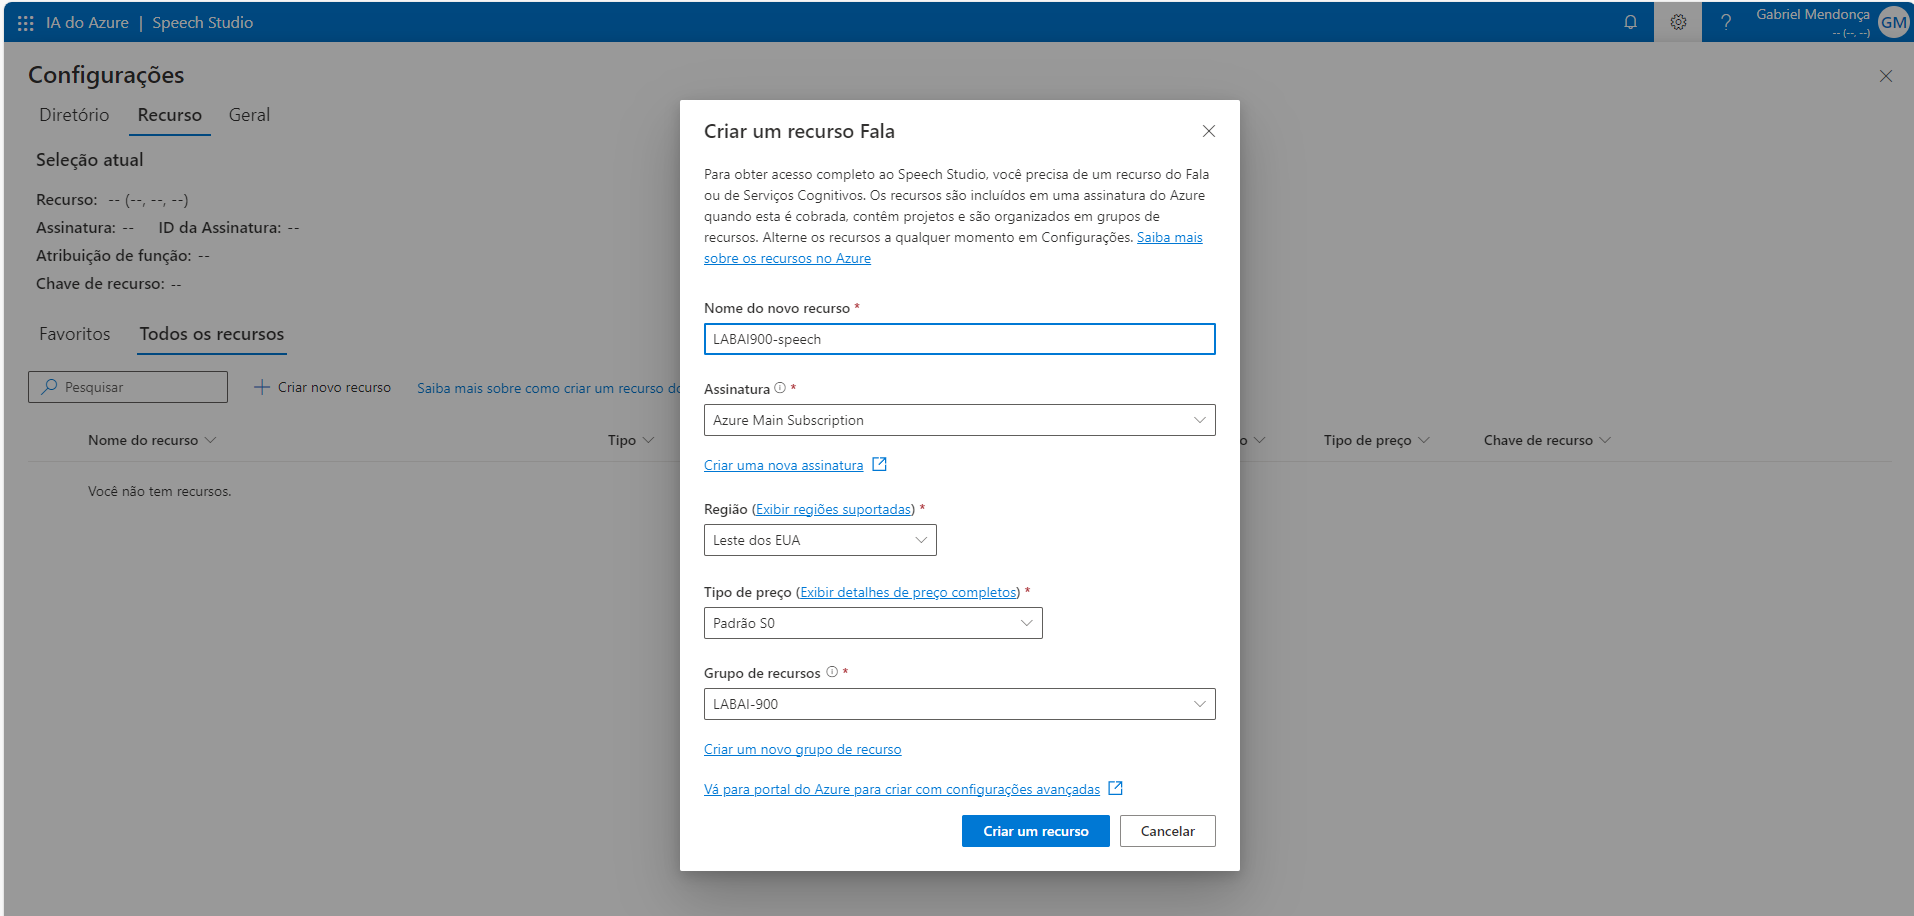 IA do Azure | Speech Studio
Gabriel Mendonça
-- (--, --)
GM
Configurações
Diretório Recurso Geral
Seleção atual
Recurso: -- (--, --, --)
Assinatura: -- ID da Assinatura: --
Atribuição de função: --
Chave de recurso: --
Favoritos Todos os recursos
Pesquisar
Criar novo recurso
Saiba mais sobre como criar um recurso do
Nome do recurso Tipo o Tipo de preço Chave de recurso
Você não tem recursos.
Criar um recurso Fala
Para obter acesso completo ao Speech Studio, você precisa de um recurso do Fala
ou de Serviços Cognitivos. Os recursos são incluídos em uma assinatura do Azure
quando esta é cobrada, contêm projetos e são organizados em grupos de
recursos. Alterne os recursos a qualquer momento em Configurações. Saiba mais
sobre os recursos no Azure
Nome do novo recurso *
LABAI900-speech
Assinatura *
Azure Main Subscription
Criar uma nova assinatura
Região (Exibir regiões suportadas) *
Leste dos EUA
Tipo de preço (Exibir detalhes de preço completos) *
Padrão S0
Grupo de recursos *
LABAI-900
Criar um novo grupo de recurso
Vá para portal do Azure para criar com configurações avançadas
Criar um recurso
Cancelar